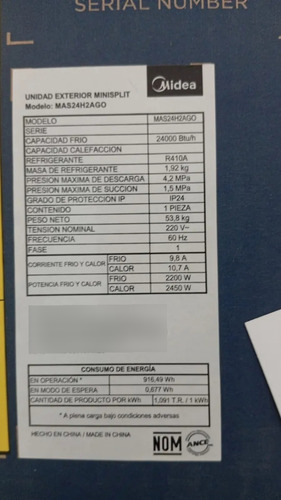 SERIAL NUMBER
Midea
UNIDAD EXTERIOR MINISPLIT
Modelo: MAS24H2AGO
MODELO MAS24H2AGO
SERIE
CAPACIDAD FRIO 24000 Btu/h
CAPACIDAD CALEFACCION
REFRIGERANTE R410A
MASA DE REFRIGERANTE 1,92 kg
PRESION MAXIMA DE DESCARGA 4,2 MPa
PRESION MAXIMA DE SUCCION 1,5 MPa
GRADO DE PROTECCION IP IP24
CONTENIDO 1 PIEZA
PESO NETO 53,8 kg
TENSION NOMINAL 220 V~
FRECUENCIA 60 Hz
FASE 1
CORRIENTE FRIO Y CALOR FRIO 9,8 A
CALOR 10,7 A
POTENCIA FRIO Y CALOR FRIO 2200 W
CALOR 2450 W
CONSUMO DE ENERGÍA
EN OPERACIÓN * 916,49 Wh
EN MODO DE ESPERA 0,877 Wh
CANTIDAD DE PRODUCTO POR kWh 1,091 T.R. / 1 kWh
* A plena carga bajo condiciones adversas
HECHO EN CHINA / MADE IN CHINA
NOM ANCE